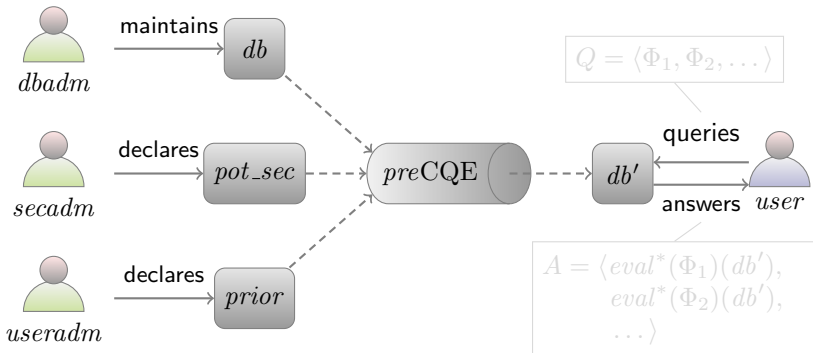 maintains
db
dbadm
Q = ⟨Φ₁, Φ₂, . . . ⟩
declares
pot_sec
secadm
preCQE
db′
queries
answers
user
declares
prior
useradm
A = ⟨eval*(Φ₁)(db′),
eval*(Φ₂)(db′),
. . . ⟩